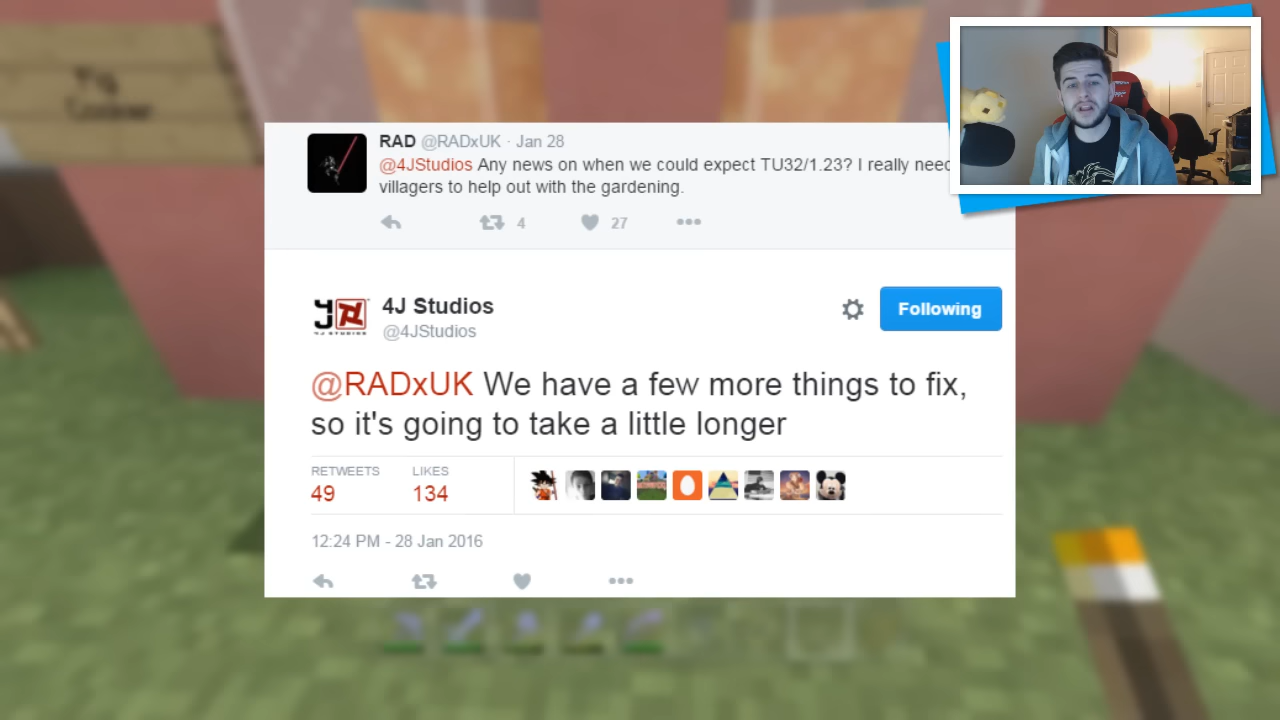 RAD @RADxUK · Jan 28
@4JStudios Any news on when we could expect TU32/1.23? I really need
villagers to help out with the gardening.
4 27
4J STUDIOS
4J Studios
@4JStudios
Following
@RADxUK We have a few more things to fix,
so it's going to take a little longer
RETWEETS LIKES
49 134
12:24 PM - 28 Jan 2016